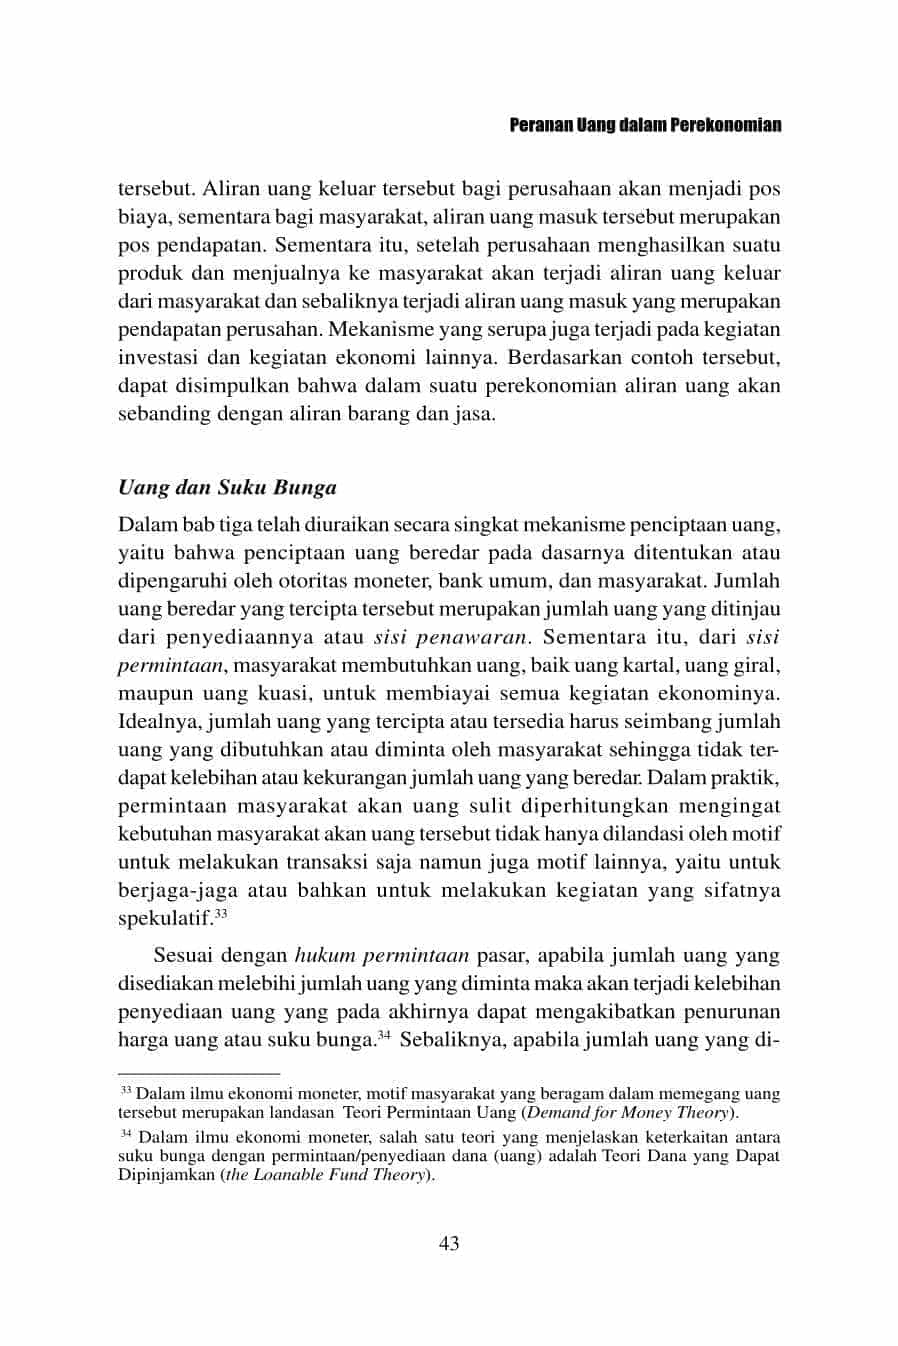 Peranan Uang dalam Perekonomian
tersebut. Aliran uang keluar tersebut bagi perusahaan akan menjadi pos
biaya, sementara bagi masyarakat, aliran uang masuk tersebut merupakan
pos pendapatan. Sementara itu, setelah perusahaan menghasilkan suatu
produk dan menjualnya ke masyarakat akan terjadi aliran uang keluar
dari masyarakat dan sebaliknya terjadi aliran uang masuk yang merupakan
pendapatan perusahan. Mekanisme yang serupa juga terjadi pada kegiatan
investasi dan kegiatan ekonomi lainnya. Berdasarkan contoh tersebut,
dapat disimpulkan bahwa dalam suatu perekonomian aliran uang akan
sebanding dengan aliran barang dan jasa.
Uang dan Suku Bunga
Dalam bab tiga telah diuraikan secara singkat mekanisme penciptaan uang,
yaitu bahwa penciptaan uang beredar pada dasarnya ditentukan atau
dipengaruhi oleh otoritas moneter, bank umum, dan masyarakat. Jumlah
uang beredar yang tercipta tersebut merupakan jumlah uang yang ditinjau
dari penyediaannya atau sisi penawaran. Sementara itu, dari sisi
permintaan, masyarakat membutuhkan uang, baik uang kartal, uang giral,
maupun uang kuasi, untuk membiayai semua kegiatan ekonominya.
Idealnya, jumlah uang yang tercipta atau tersedia harus seimbang jumlah
uang yang dibutuhkan atau diminta oleh masyarakat sehingga tidak ter-
dapat kelebihan atau kekurangan jumlah uang yang beredar. Dalam praktik,
permintaan masyarakat akan uang sulit diperhitungkan mengingat
kebutuhan masyarakat akan uang tersebut tidak hanya dilandasi oleh motif
untuk melakukan transaksi saja namun juga motif lainnya, yaitu untuk
berjaga-jaga atau bahkan untuk melakukan kegiatan yang sifatnya
spekulatif.33
Sesuai dengan hukum permintaan pasar, apabila jumlah uang yang
disediakan melebihi jumlah uang yang diminta maka akan terjadi kelebihan
penyediaan uang yang pada akhirnya dapat mengakibatkan penurunan
harga uang atau suku bunga.34 Sebaliknya, apabila jumlah uang yang di-
33 Dalam ilmu ekonomi moneter, motif masyarakat yang beragam dalam memegang uang
tersebut merupakan landasan Teori Permintaan Uang (Demand for Money Theory).
34 Dalam ilmu ekonomi moneter, salah satu teori yang menjelaskan keterkaitan antara
suku bunga dengan permintaan/penyediaan dana (uang) adalah Teori Dana yang Dapat
Dipinjamkan (the Loanable Fund Theory).
43